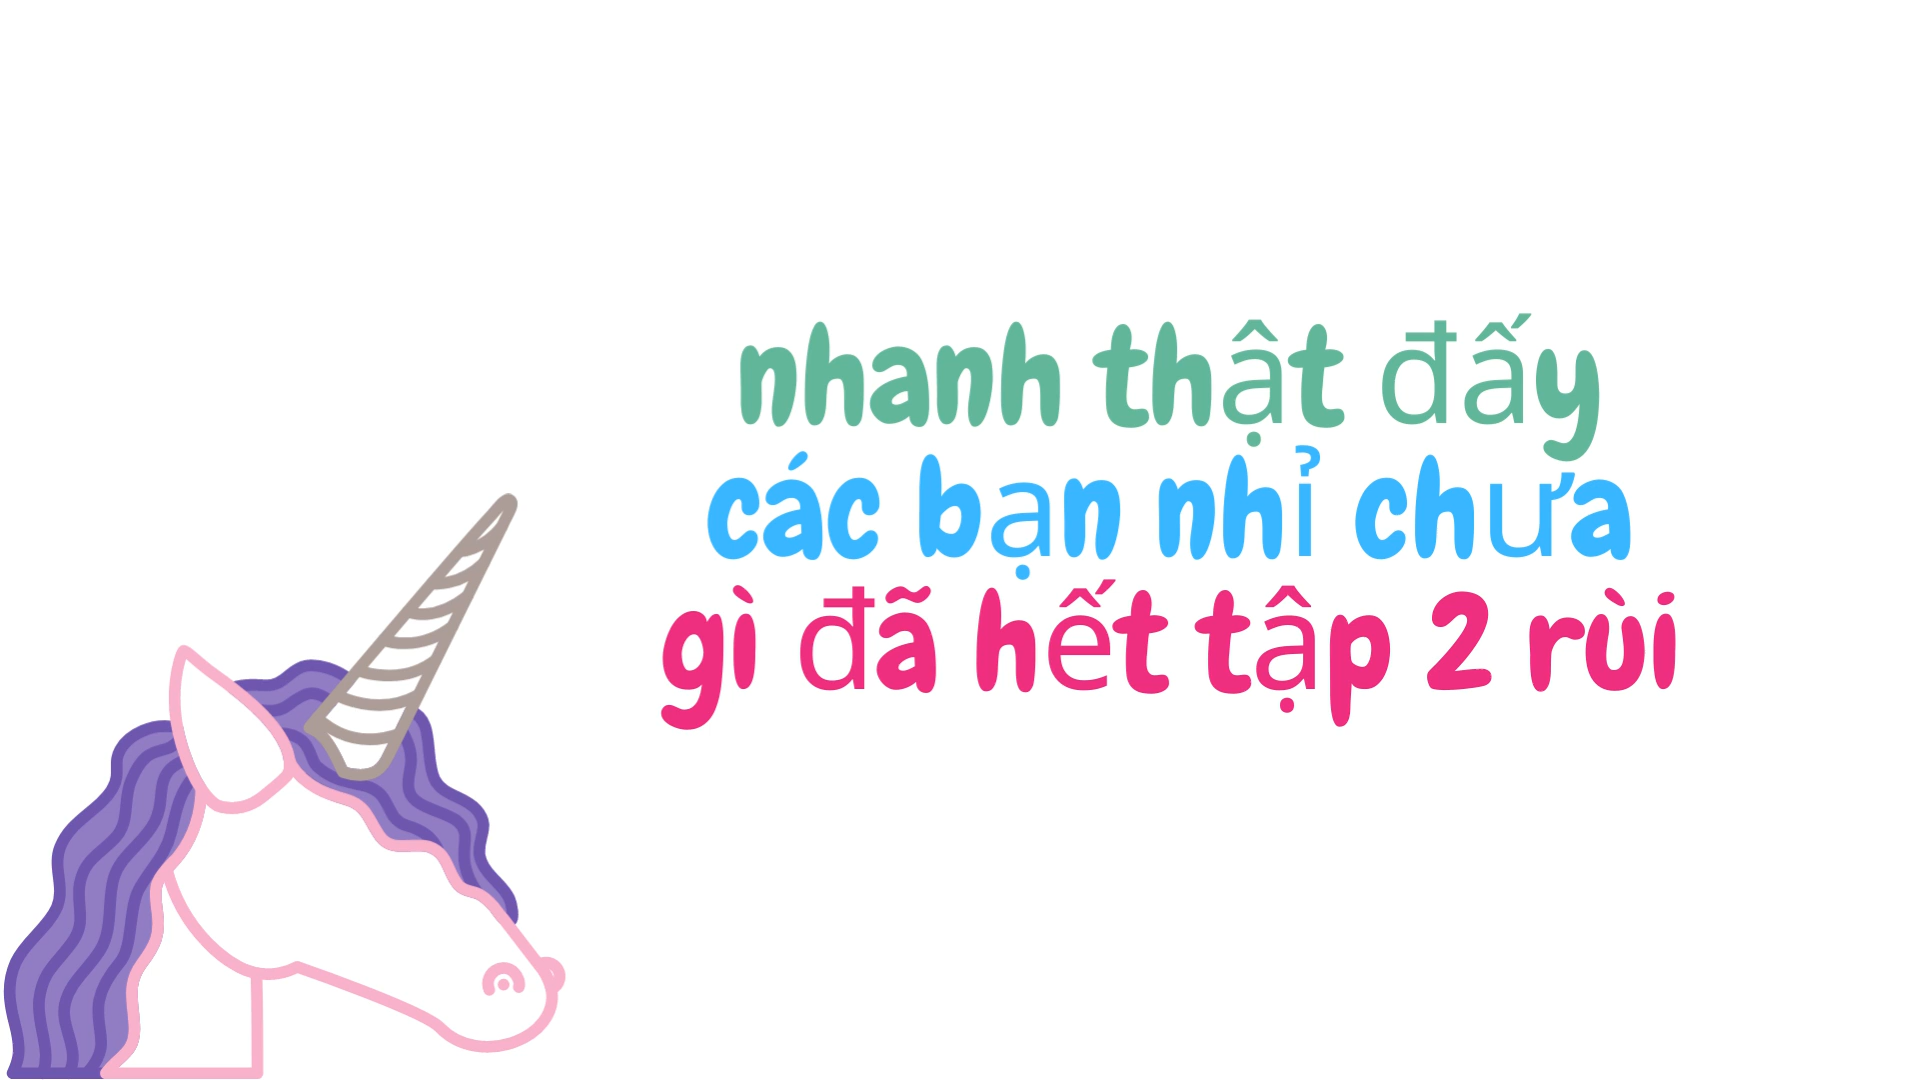 nhanh thật đấy
các bạn nhỉ chưa
gì đã hết tập 2 rùi